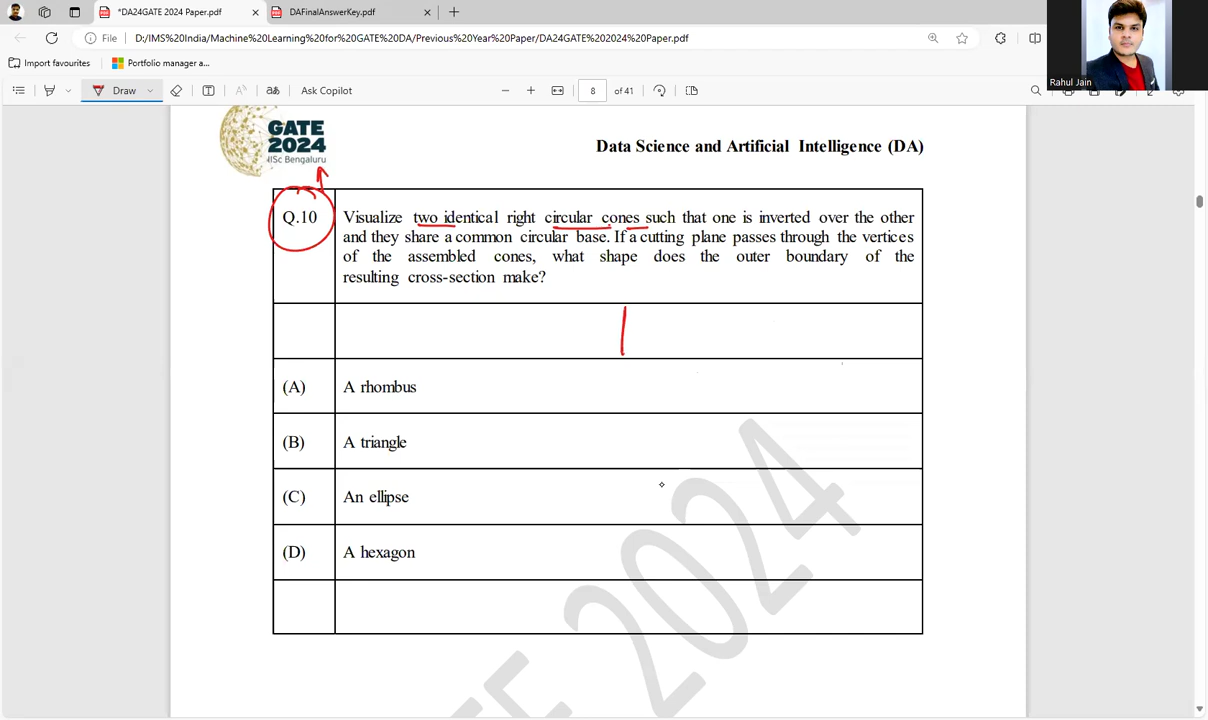 *DA24GATE 2024 Paper.pdf
DAFinalAnswerKey.pdf
File
D:/IMS%20India/Machine%20Learning%20for%20GATE%20DA/Previous%20Year%20Paper/DA24GATE%202024%20Paper.pdf
Import favourites
Portfolio manager a...
Rahul Jain
Draw
Ask Copilot
8
of 41
GATE
2024
IISc Bengaluru
Data Science and Artificial Intelligence (DA)
Q.10
Visualize two identical right circular cones such that one is inverted over the other
and they share a common circular base. If a cutting plane passes through the vertices
of the assembled cones, what shape does the outer boundary of the
resulting cross-section make?
(A)
A rhombus
(B)
A triangle
(C)
An ellipse
(D)
A hexagon
GATE 2024